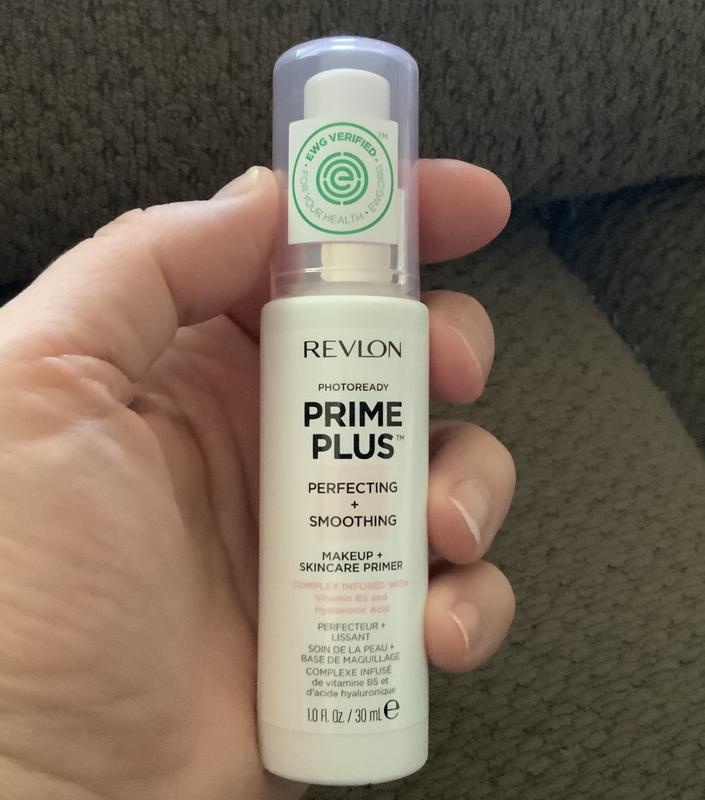 EWG VERIFIED™
• FOR YOUR HEALTH • EWG.ORG •
e
REVLON
PHOTOREADY
PRIME
PLUS™
PERFECTING
+
SMOOTHING
MAKEUP +
SKINCARE PRIMER
COMPLEX INFUSED WITH
Vitamin B5 and
Hyaluronic Acid
PERFECTEUR +
LISSANT
SOIN DE LA PEAU +
BASE DE MAQUILLAGE
COMPLEXE INFUSÉ
de vitamine B5 et
d'acide hyaluronique
1.0 Fl. Oz. / 30 mL ℮